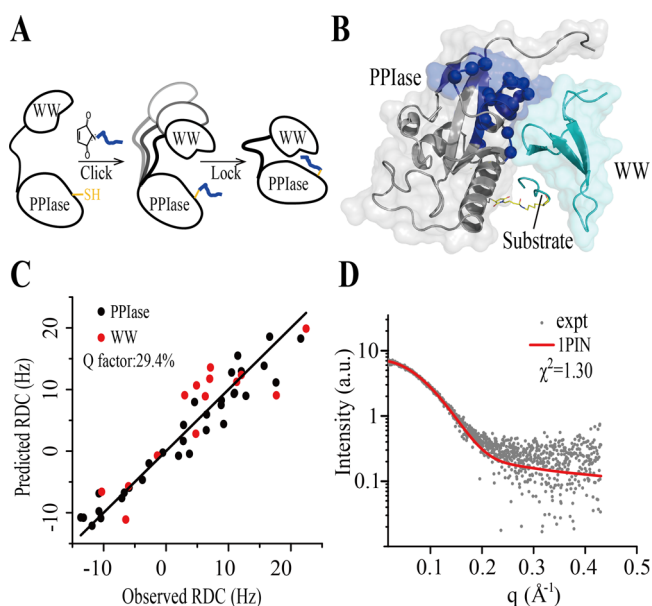 A
WW
PPIase
SH
O
N
O
Click
WW
PPIase
Lock
WW
PPIase
B
PPIase
WW
Substrate
C
PPIase
WW
Q factor:29.4%
Predicted RDC (Hz)
20
10
0
-10
-10
0
10
20
Observed RDC (Hz)
D
expt
1PIN
χ²=1.30
Intensity (a.u.)
10
1
0.1
0.1
0.2
0.3
0.4
0.5
q (Å⁻¹)